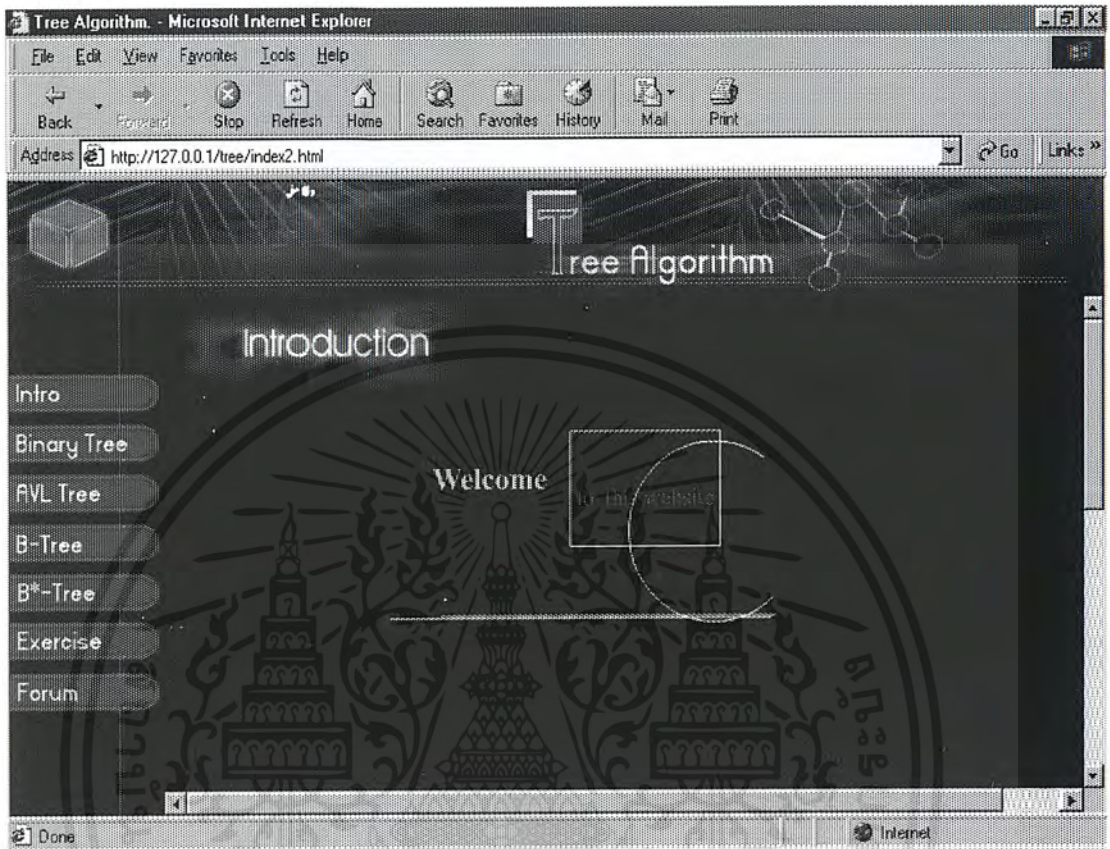 Tree Algorithm. - Microsoft Internet Explorer
File Edit View Favorites Tools Help
Back Forward Stop Refresh Home Search Favorites History Mail Print
Address http://127.0.0.1/tree/index2.html Go Links »
Tree Algorithm
Introduction
Intro
Binary Tree
AVL Tree
B-Tree
B*-Tree
Exercise
Forum
Welcome
to this website
Done Internet